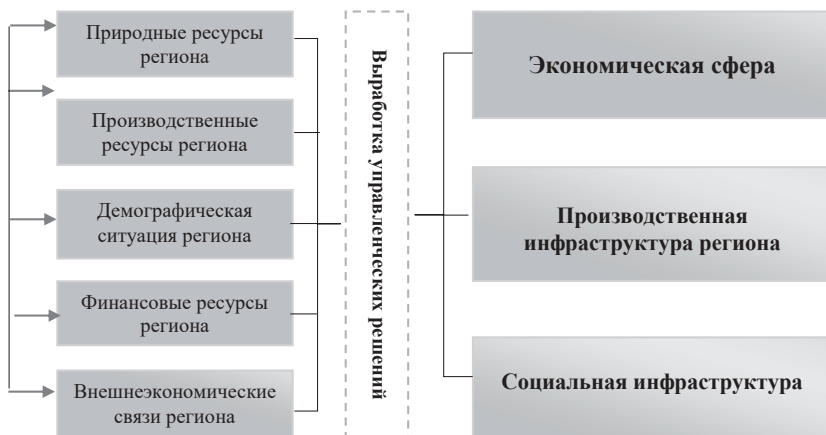 Природные ресурсы
региона
Производственные
ресурсы региона
Демографическая
ситуация региона
Финансовые ресурсы
региона
Внешнеэкономические
связи региона
Выработка управленческих решений
Экономическая сфера
Производственная
инфраструктура региона
Социальная инфраструктура